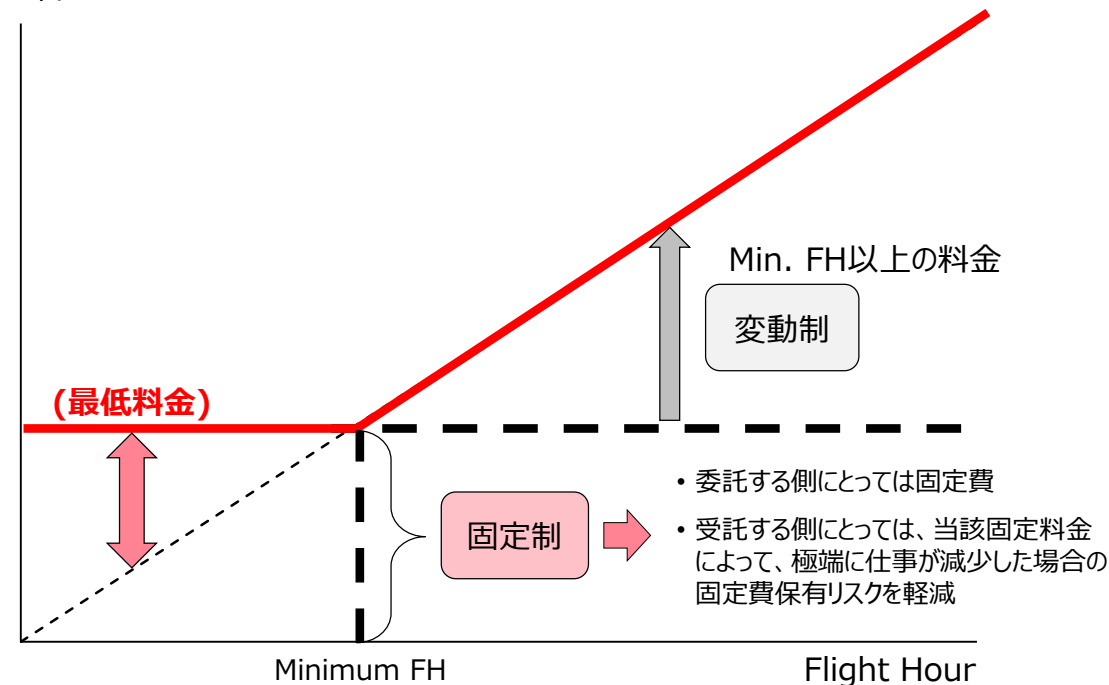 Min. FH以上の料金
変動制
(最低料金)
固定制
• 委託する側にとっては固定費
• 受託する側にとっては、当該固定料金
によって、極端に仕事が減少した場合の
固定費保有リスクを軽減
Minimum FH
Flight Hour